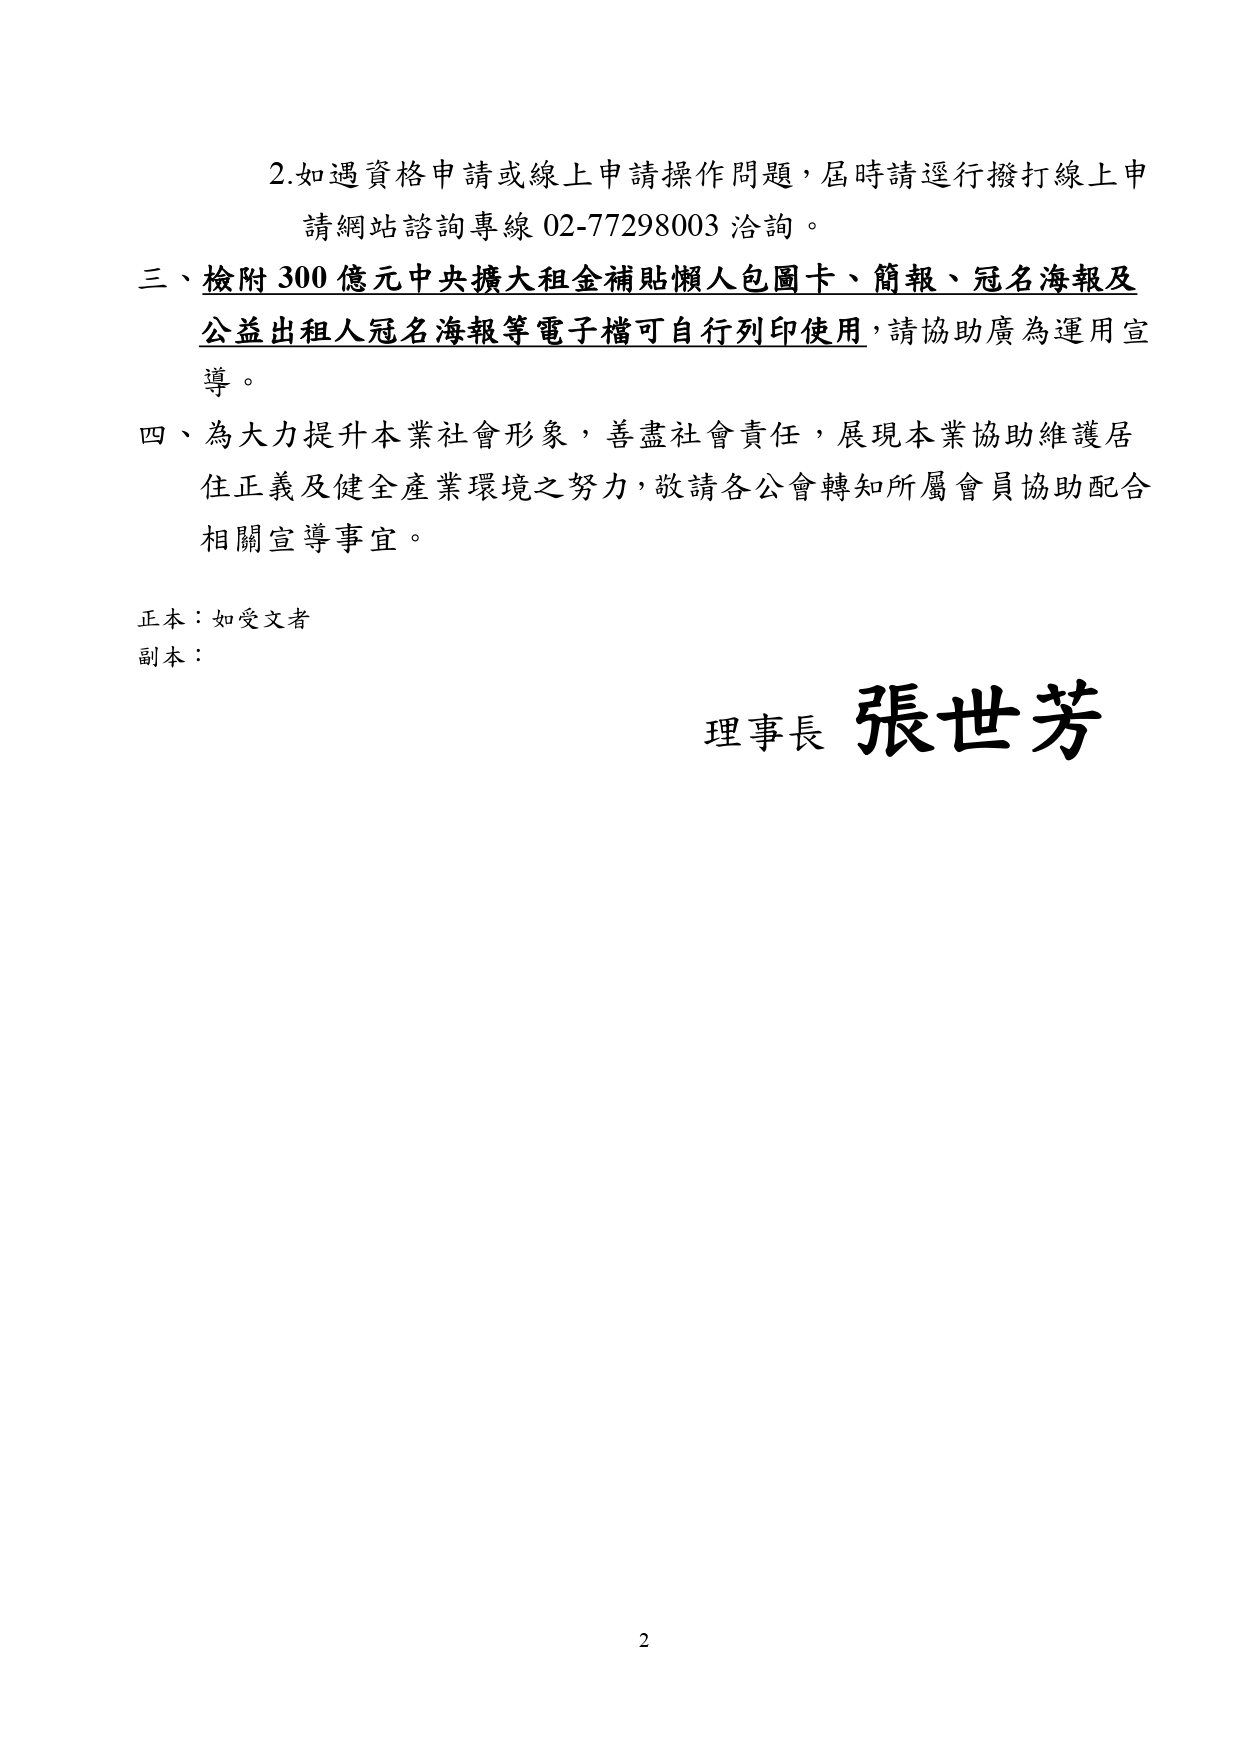 2.如遇資格申請或線上申請操作問題，屆時請逕行撥打線上申
請網站諮詢專線 02-77298003 洽詢。
三、檢附 300 億元中央擴大租金補貼懶人包圖卡、簡報、冠名海報及
公益出租人冠名海報等電子檔可自行列印使用，請協助廣為運用宣
導。
四、為大力提升本業社會形象，善盡社會責任，展現本業協助維護居
住正義及健全產業環境之努力，敬請各公會轉知所屬會員協助配合
相關宣導事宜。
正本：如受文者
副本：
理事長 張世芳
2